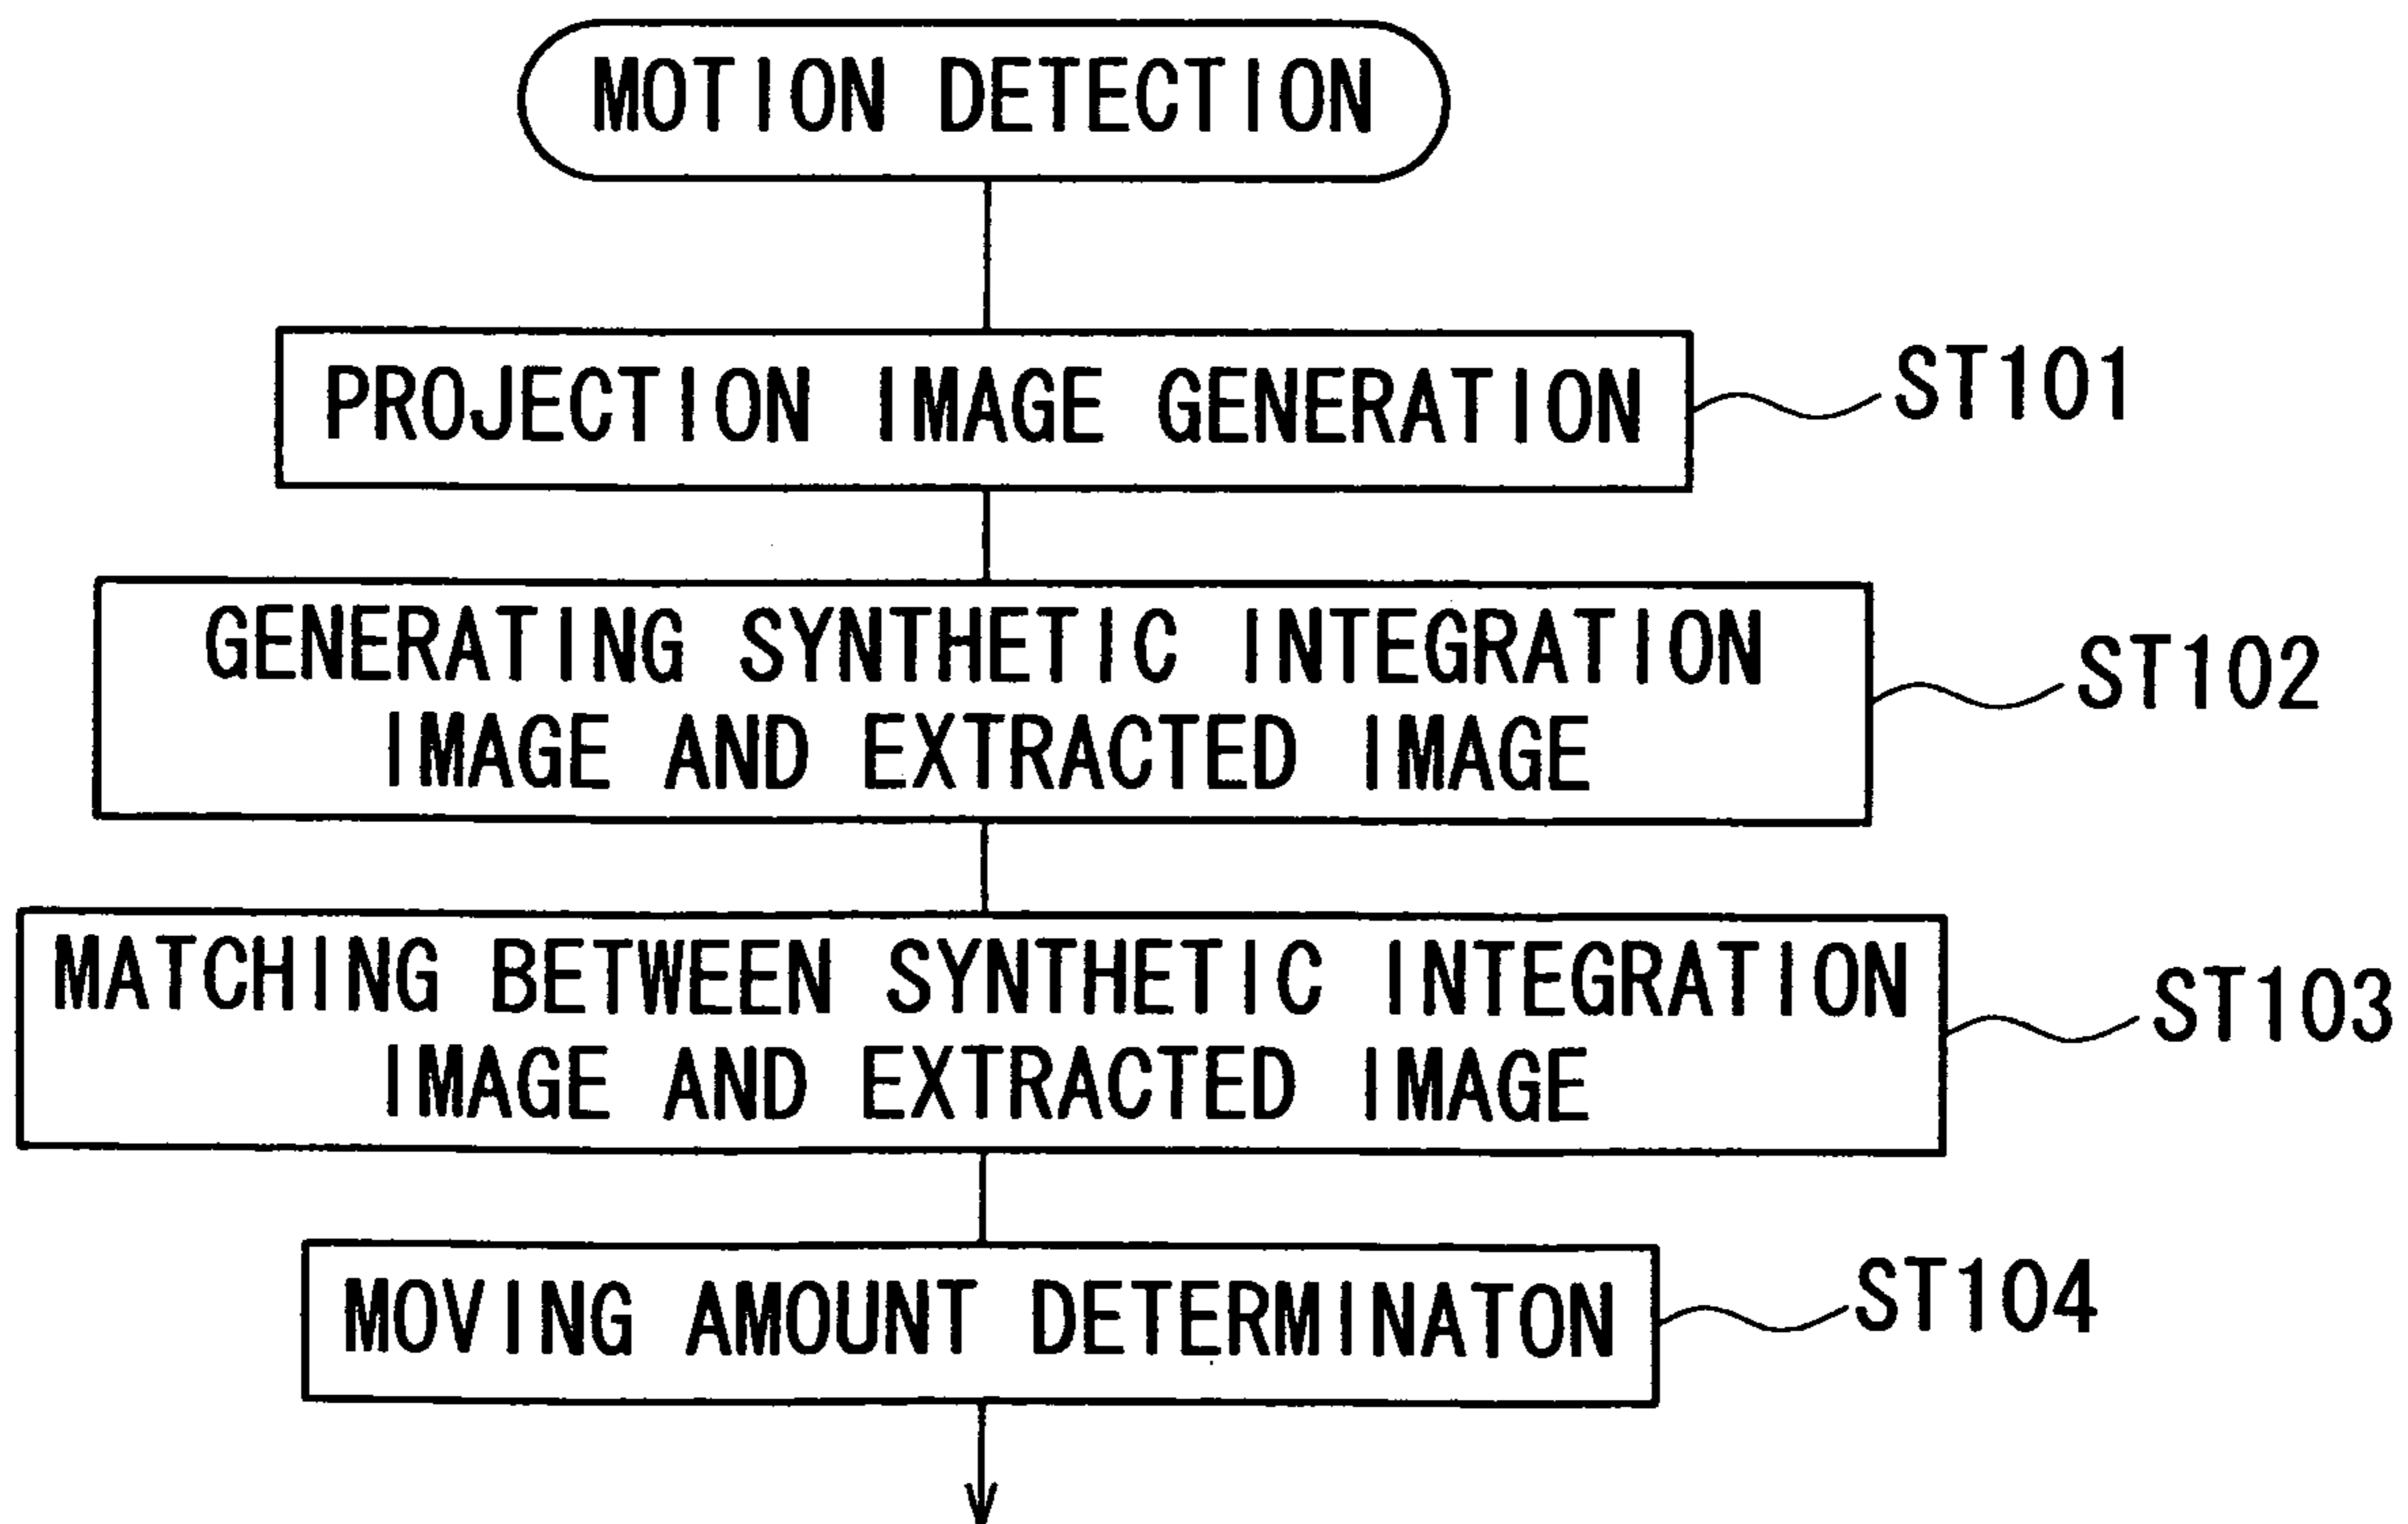 MOTION DETECTION
PROJECTION IMAGE GENERATION
ST101
GENERATING SYNTHETIC INTEGRATION
IMAGE AND EXTRACTED IMAGE
ST102
MATCHING BETWEEN SYNTHETIC INTEGRATION
IMAGE AND EXTRACTED IMAGE
ST103
MOVING AMOUNT DETERMINATON
ST104